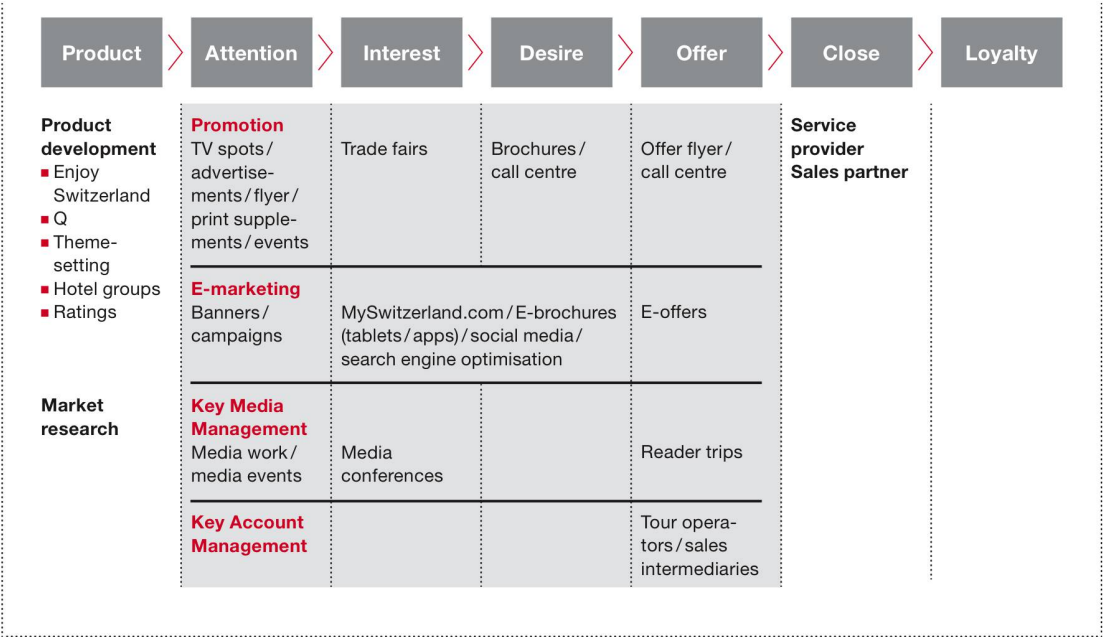 Product
Attention
Interest
Desire
Offer
Close
Loyalty
Product
development
Enjoy
Switzerland
Q
Theme-
setting
Hotel groups
Ratings
Market
research
Promotion
TV spots /
advertise-
ments / flyer /
print supple-
ments / events
Trade fairs
Brochures /
call centre
Offer flyer /
call centre
E-marketing
Banners /
campaigns
MySwitzerland.com / E-brochures
(tablets / apps) / social media /
search engine optimisation
E-offers
Key Media
Management
Media work /
media events
Media
conferences
Reader trips
Key Account
Management
Tour opera-
tors / sales
intermediaries
Service
provider
Sales partner